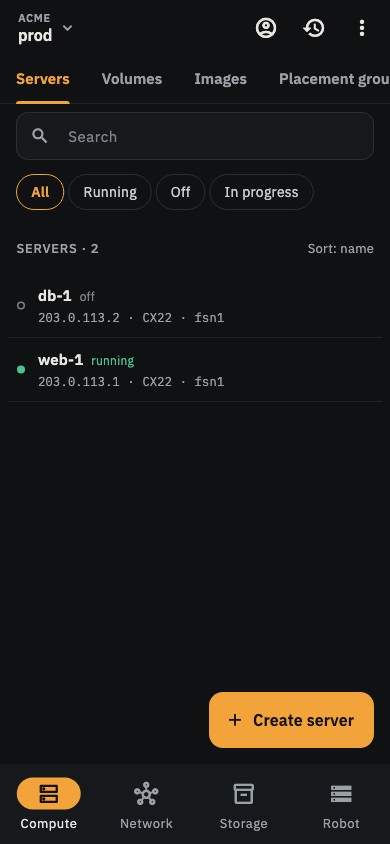 ACME
prod
Servers Volumes Images Placement grou
Search
All Running Off In progress
SERVERS · 2 Sort: name
db-1 off
203.0.113.2 · CX22 · fsn1
web-1 running
203.0.113.1 · CX22 · fsn1
+ Create server
Compute Network Storage Robot